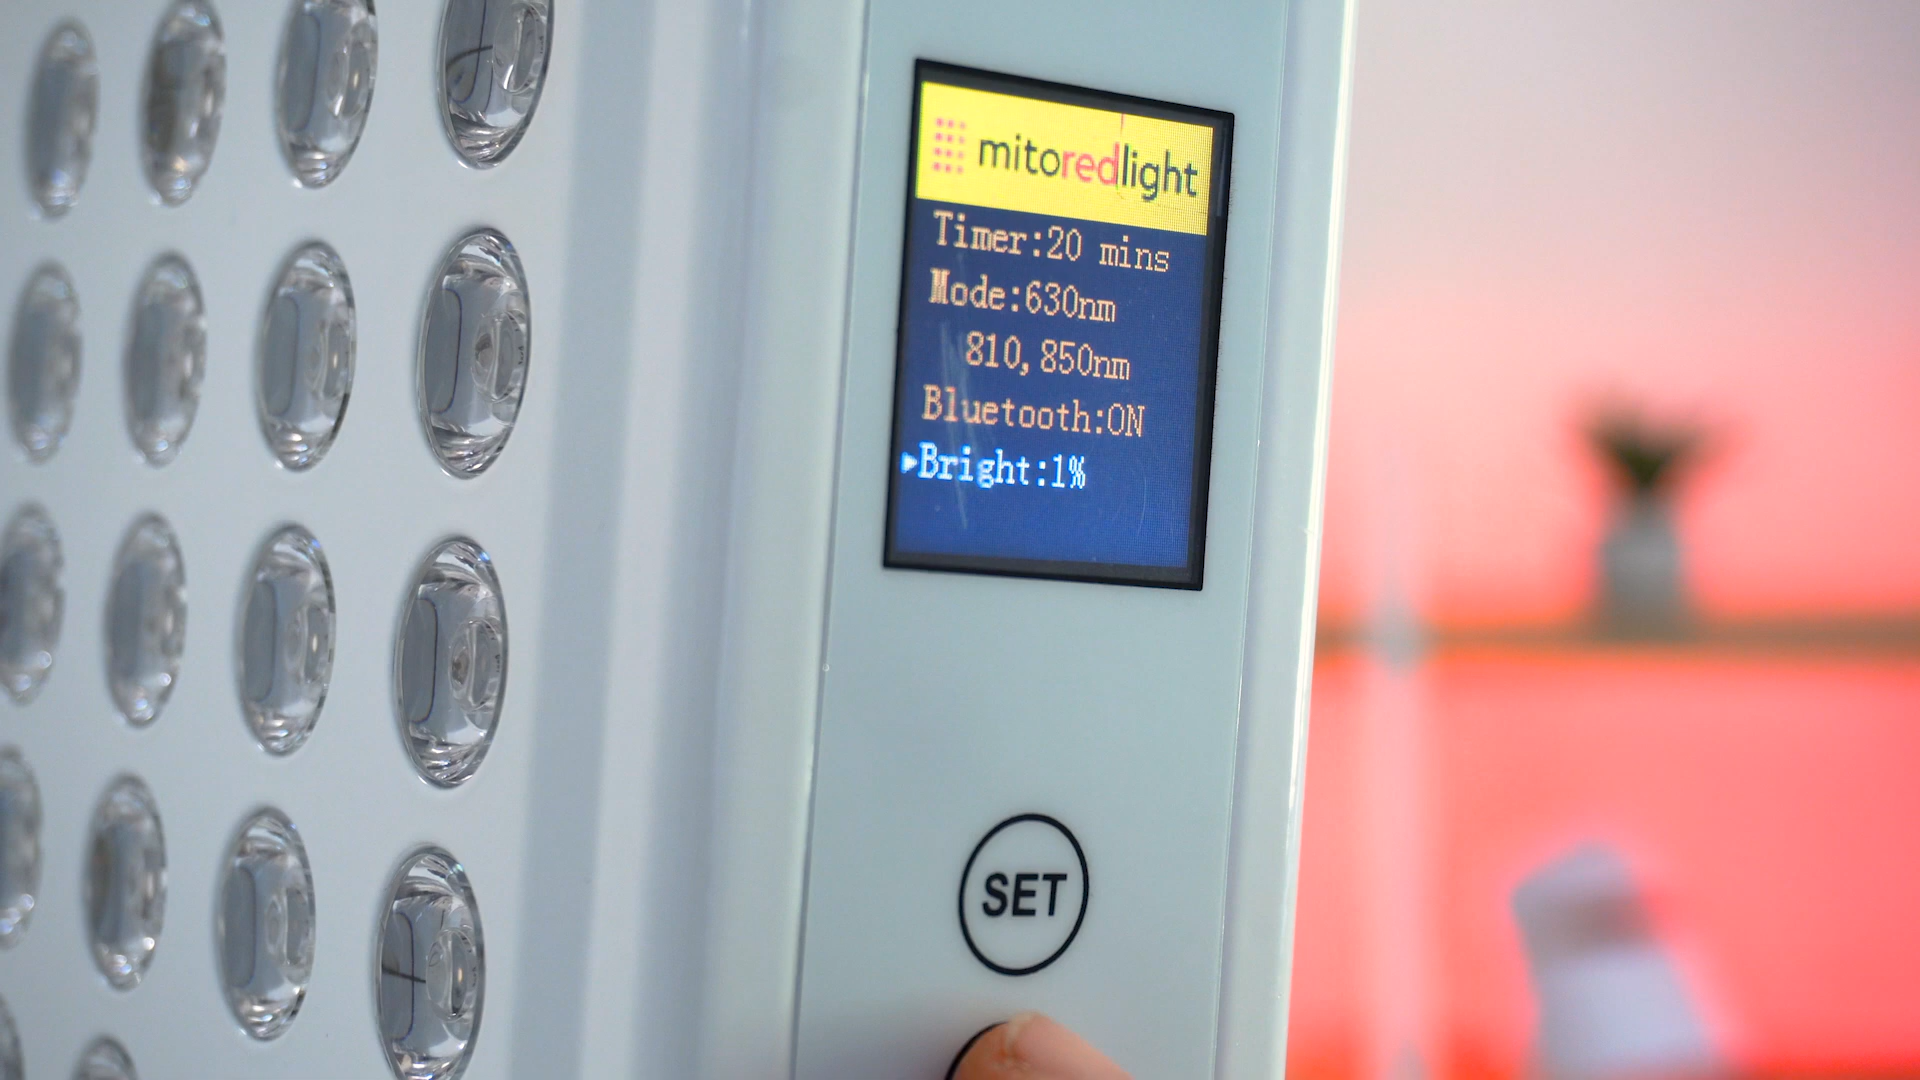 mitoredlight
Timer:20 mins
Mode:630nm
810,850nm
Bluetooth:ON
▸Bright:1%
SET